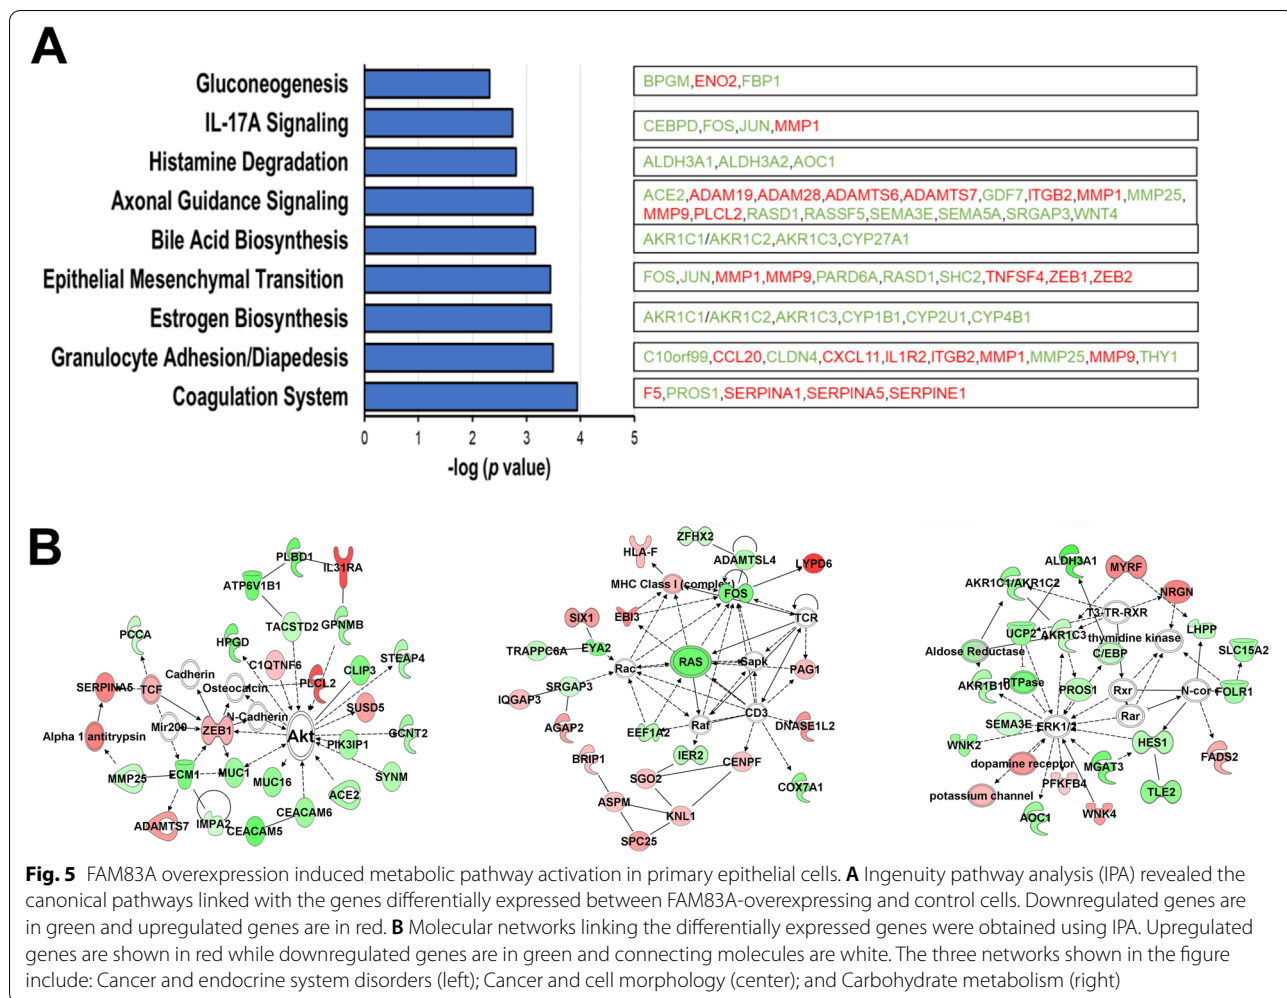 A
Gluconeogenesis
BPGM,ENO2,FBP1
IL-17A Signaling
CEBPD,FOS,JUN,MMP1
Histamine Degradation
ALDH3A1,ALDH3A2,AOC1
Axonal Guidance Signaling
ACE2,ADAM19,ADAM28,ADAMTS6,ADAMTS7,GDF7,ITGB2,MMP1,MMP25,
MMP9,PLCL2,RASD1,RASSF5,SEMA3E,SEMA5A,SRGAP3,WNT4
Bile Acid Biosynthesis
AKR1C1/AKR1C2,AKR1C3,CYP27A1
Epithelial Mesenchymal Transition
FOS,JUN,MMP1,MMP9,PARD6A,RASD1,SHC2,TNFSF4,ZEB1,ZEB2
Estrogen Biosynthesis
AKR1C1/AKR1C2,AKR1C3,CYP1B1,CYP2U1,CYP4B1
Granulocyte Adhesion/Diapedesis
C10orf99,CCL20,CLDN4,CXCL11,IL1R2,ITGB2,MMP1,MMP25,MMP9,THY1
Coagulation System
F5,PROS1,SERPINA1,SERPINA5,SERPINE1
0 1 2 3 4 5
-log (p value)
B
PLBD1
IL31RA
ATP6V1B1
TACSTD2
GPNMB
PCCA
HPGD
C1QTNF6
CLIP3
STEAP4
Cadherin
SERPINA5
TCF
Osteocalcin
PLCL2
SUSD5
N-Cadherin
Mir200
ZEB1
Akt
GCNT2
Alpha 1 antitrypsin
PIK3IP1
MMP25
ECM1
MUC1
MUC16
SYNM
ACE2
CEACAM6
ADAMTS7
IMPA2
CEACAM5
ZFHX2
HLA-F
ADAMTSL4
LYPD6
MHC Class I (complex)
FOS
SIX1
EBI3
TCR
TRAPPC6A
EYA2
RAS
Rac
Sapk
PAG1
SRGAP3
IQGAP3
CD3
AGAP2
Raf
DNASE1L2
EEF1A2
IER2
BRIP1
SGO2
CENPF
COX7A1
ASPM
KNL1
SPC25
ALDH3A1
MYRF
AKR1C1/AKR1C2
NRGN
T3-TR-RXR
UCP2
AKR1C3
thymidine kinase
LHPP
Aldose Reductase
C/EBP
SLC15A2
AKR1B10
PTPase
PROS1
Rxr
N-cor
FOLR1
SEMA3E
ERK1/2
Rar
WNK2
HES1
dopamine receptor
MGAT3
FADS2
potassium channel
PFKFB4
TLE2
AOC1
WNK4
Fig. 5 FAM83A overexpression induced metabolic pathway activation in primary epithelial cells. A Ingenuity pathway analysis (IPA) revealed the
canonical pathways linked with the genes differentially expressed between FAM83A-overexpressing and control cells. Downregulated genes are
in green and upregulated genes are in red. B Molecular networks linking the differentially expressed genes were obtained using IPA. Upregulated
genes are shown in red while downregulated genes are in green and connecting molecules are white. The three networks shown in the figure
include: Cancer and endocrine system disorders (left); Cancer and cell morphology (center); and Carbohydrate metabolism (right)